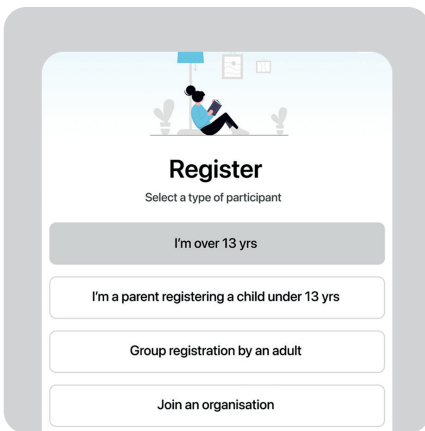 Register
Select a type of participant
I'm over 13 yrs
I'm a parent registering a child under 13 yrs
Group registration by an adult
Join an organisation